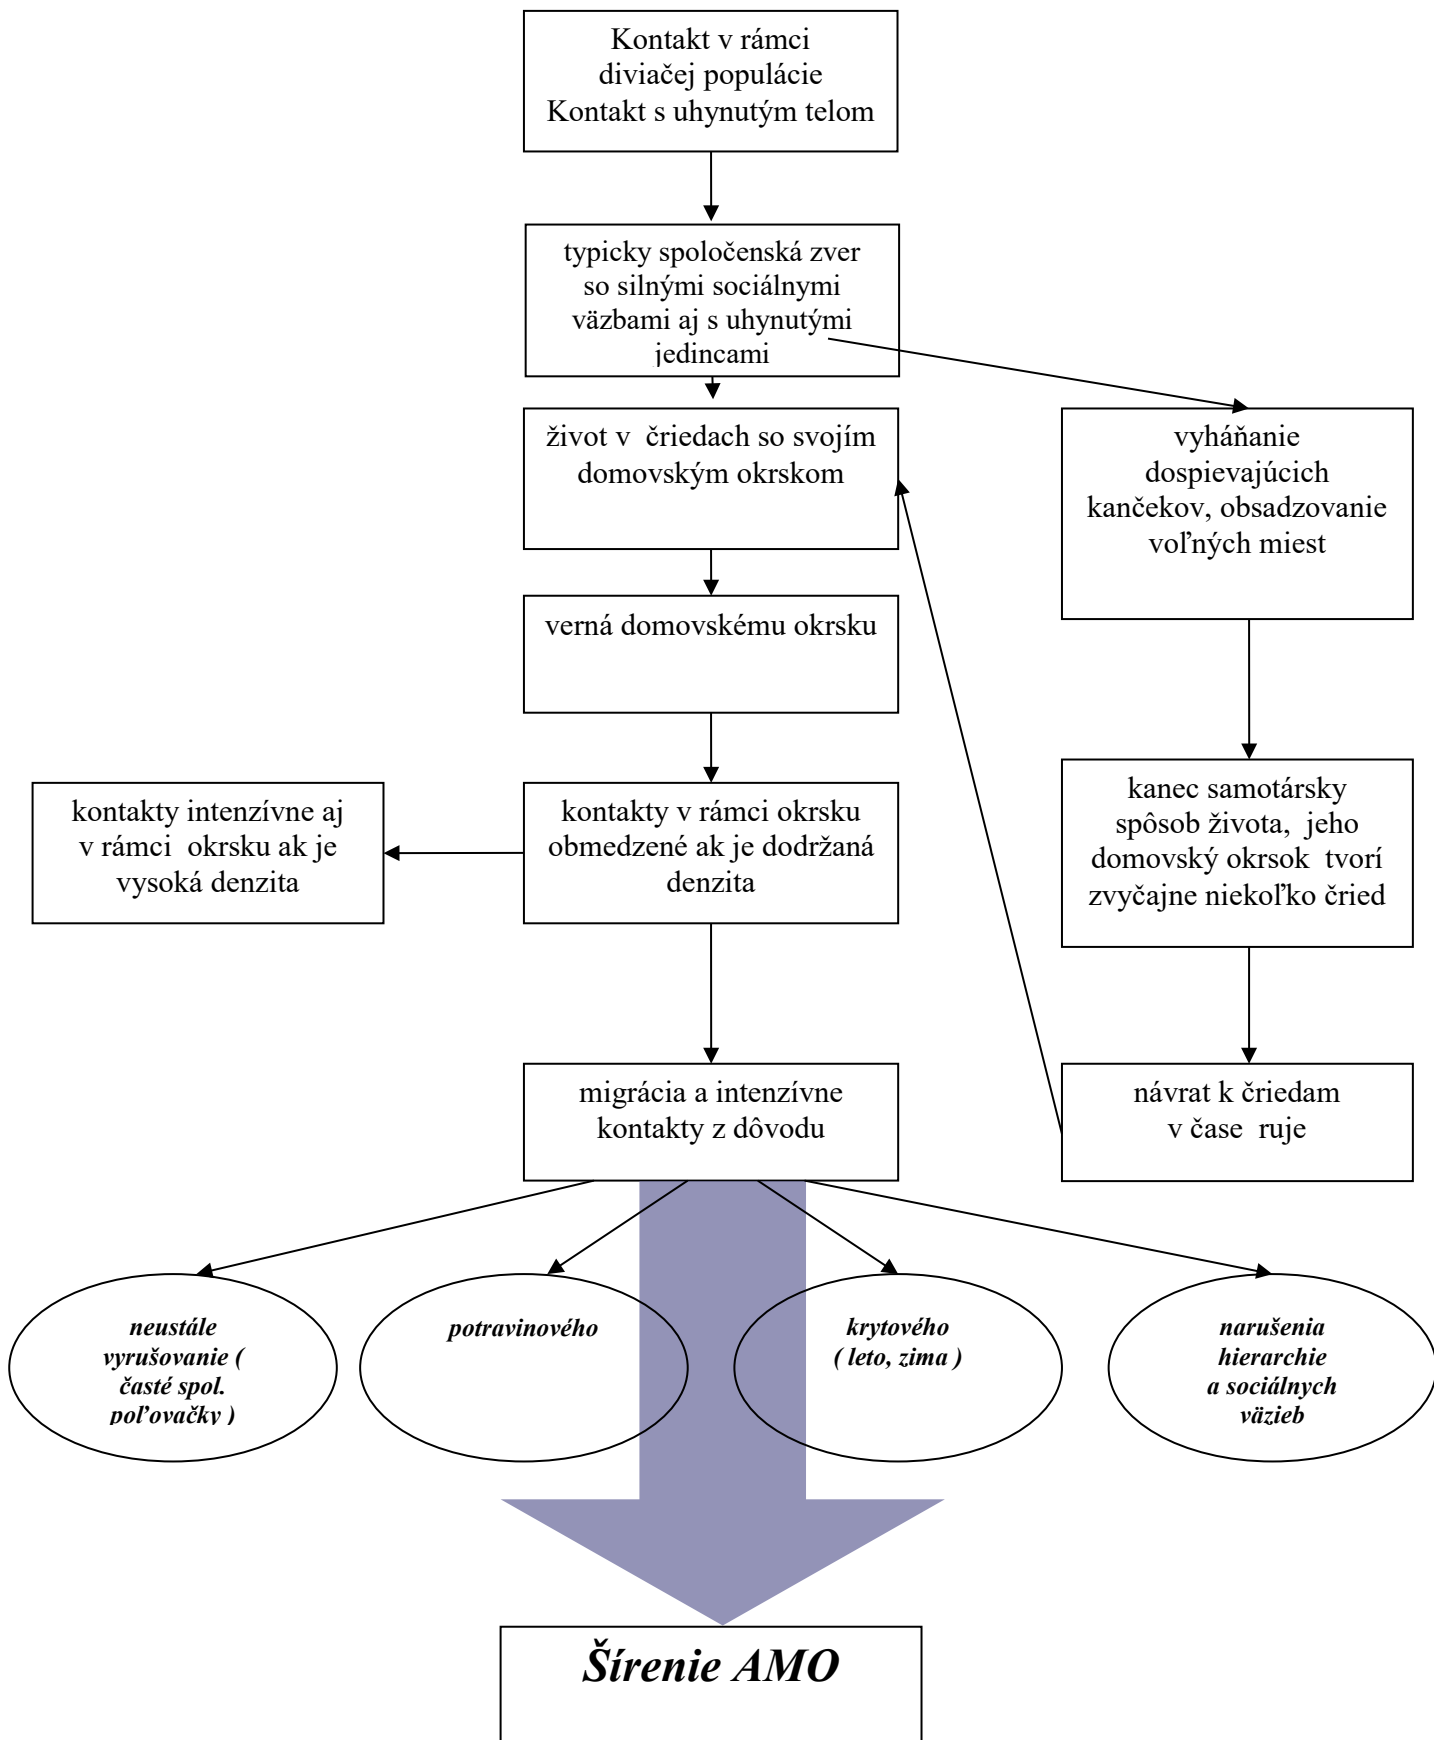 Kontakt v rámci
diviačej populácie
Kontakt s uhynutým telom
typicky spoločenská zver
so silnými sociálnymi
väzbami aj s uhynutými
jedincami
život v čriedach so svojím
domovským okrskom
vyháňanie
dospievajúcich
kančekov, obsadzovanie
voľných miest
verná domovskému okrsku
kontakty intenzívne aj
v rámci okrsku ak je
vysoká denzita
kontakty v rámci okrsku
obmedzené ak je dodržaná
denzita
kanec samotársky
spôsob života, jeho
domovský okrsok tvorí
zvyčajne niekoľko čried
migrácia a intenzívne
kontakty z dôvodu
návrat k čriedam
v čase ruje
neustále
vyrušovanie (
časté spol.
poľovačky )
potravinového
krytového
( leto, zima )
narušenia
hierarchie
a sociálnych
väzieb
Šírenie AMO